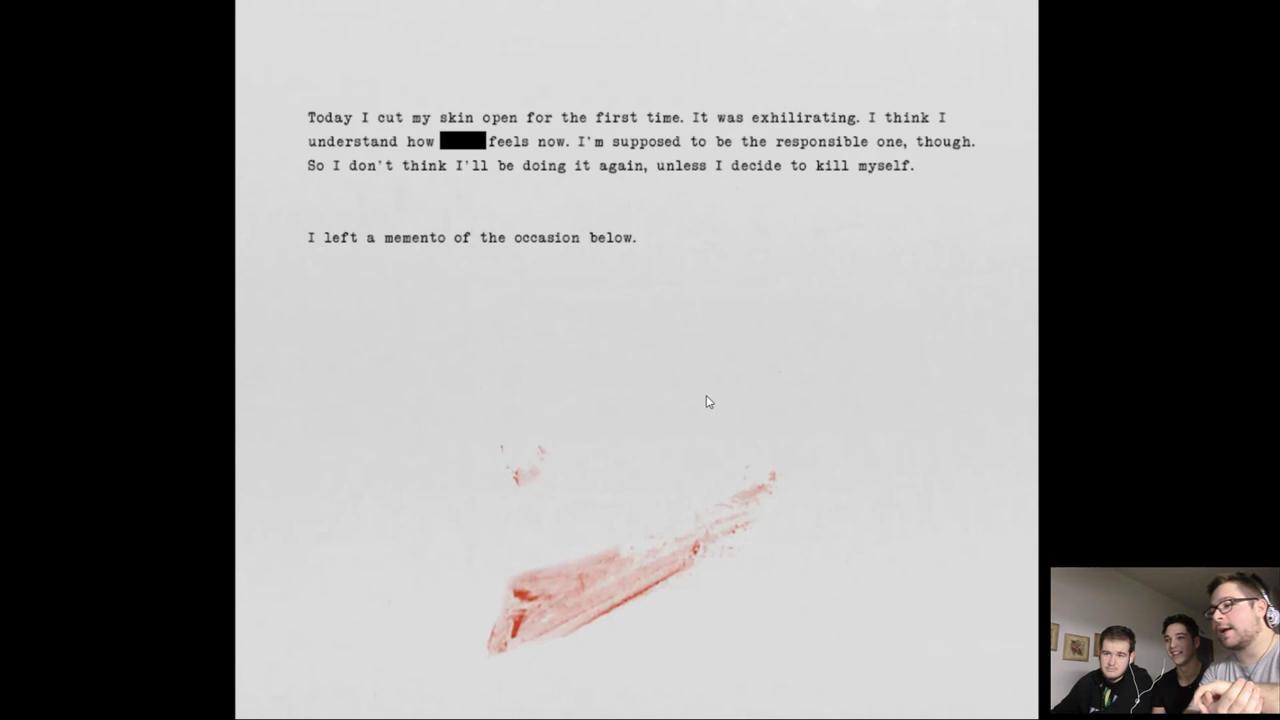 Today I cut my skin open for the first time. It was exhilirating. I think I
understand how feels now. I'm supposed to be the responsible one, though.
So I don't think I'll be doing it again, unless I decide to kill myself.
I left a memento of the occasion below.